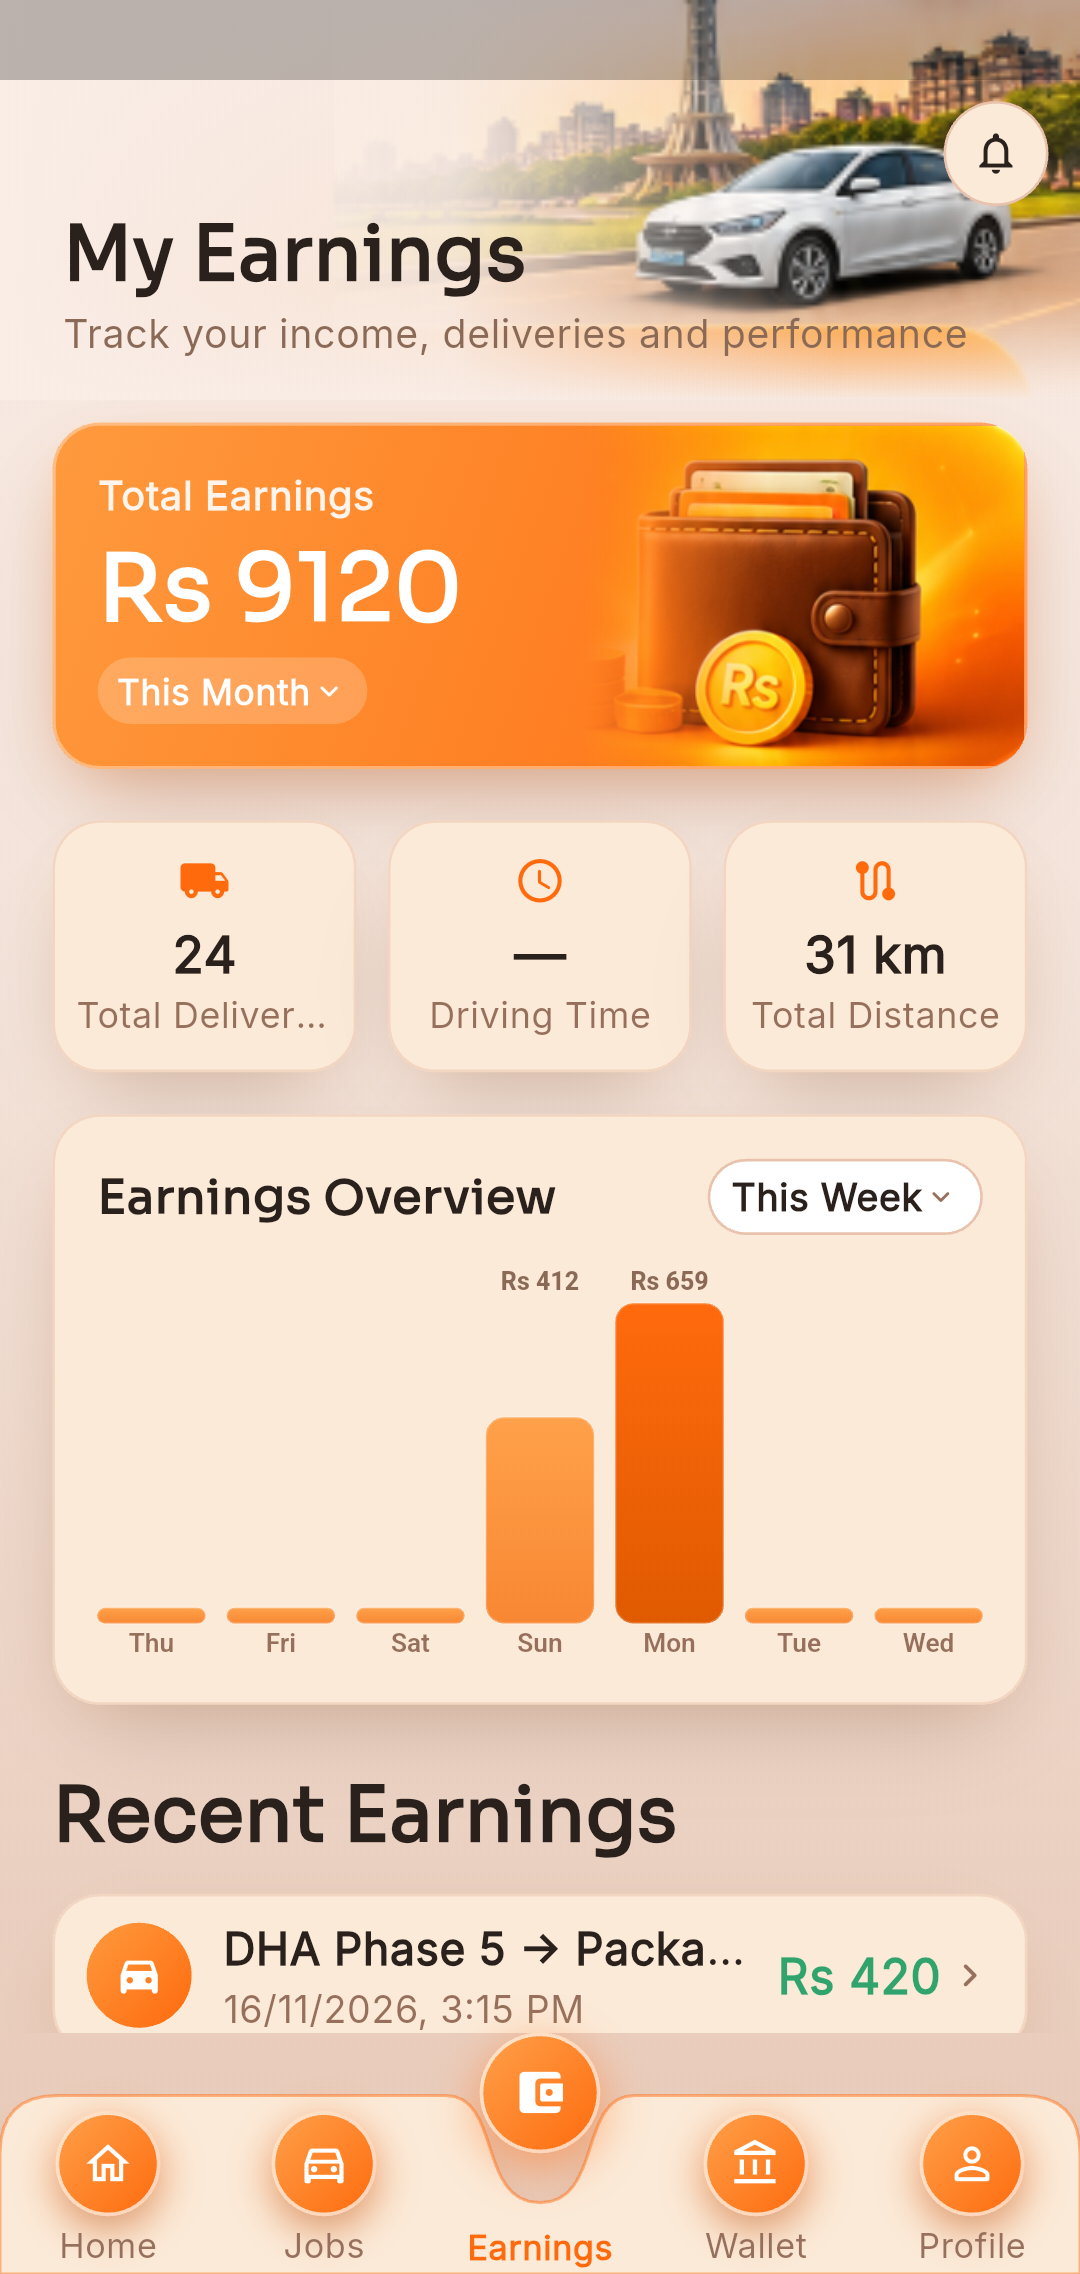 My Earnings
Track your income, deliveries and performance
Total Earnings
Rs 9120
This Month
Rs
24
Total Deliver...
—
Driving Time
31 km
Total Distance
Earnings Overview
This Week
Rs 412
Rs 659
Thu
Fri
Sat
Sun
Mon
Tue
Wed
Recent Earnings
DHA Phase 5 → Packa...
16/11/2026, 3:15 PM
Rs 420
Home
Jobs
Earnings
Wallet
Profile